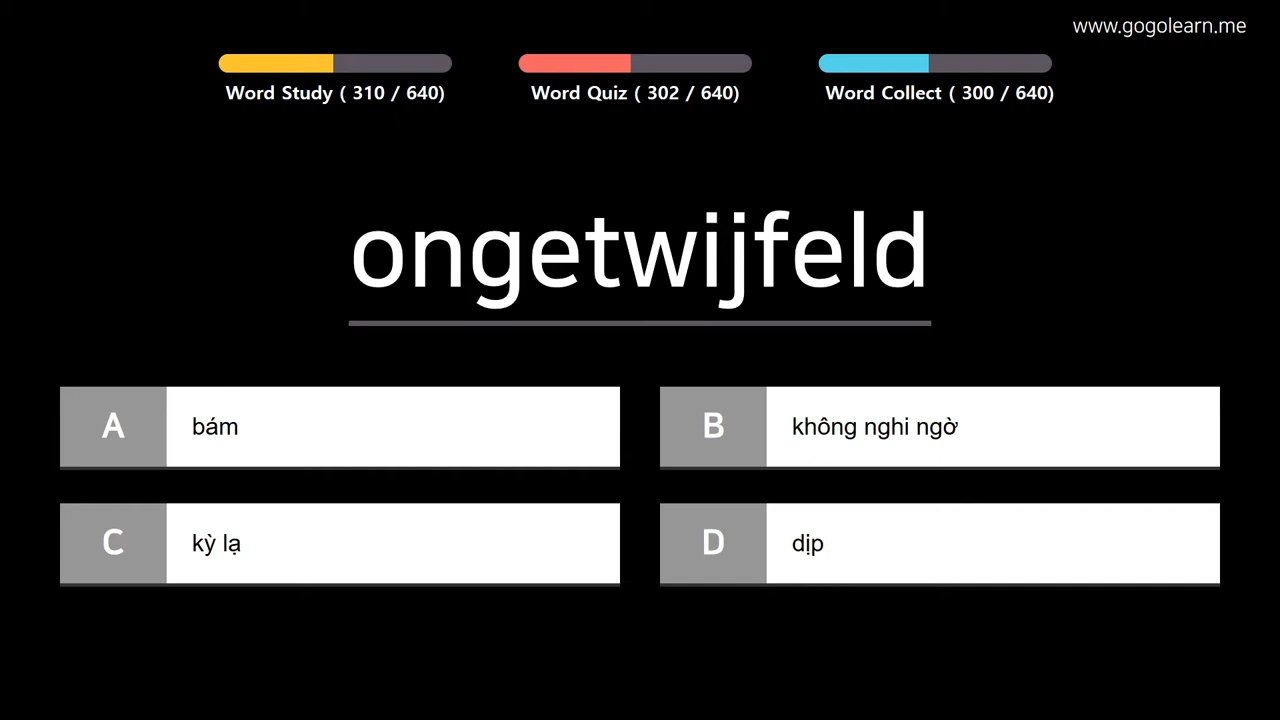 www.gogolearn.me
Word Study ( 310 / 640)
Word Quiz ( 302 / 640)
Word Collect ( 300 / 640)
ongetwijfeld
A bám
B không nghi ngờ
C kỳ lạ
D dịp